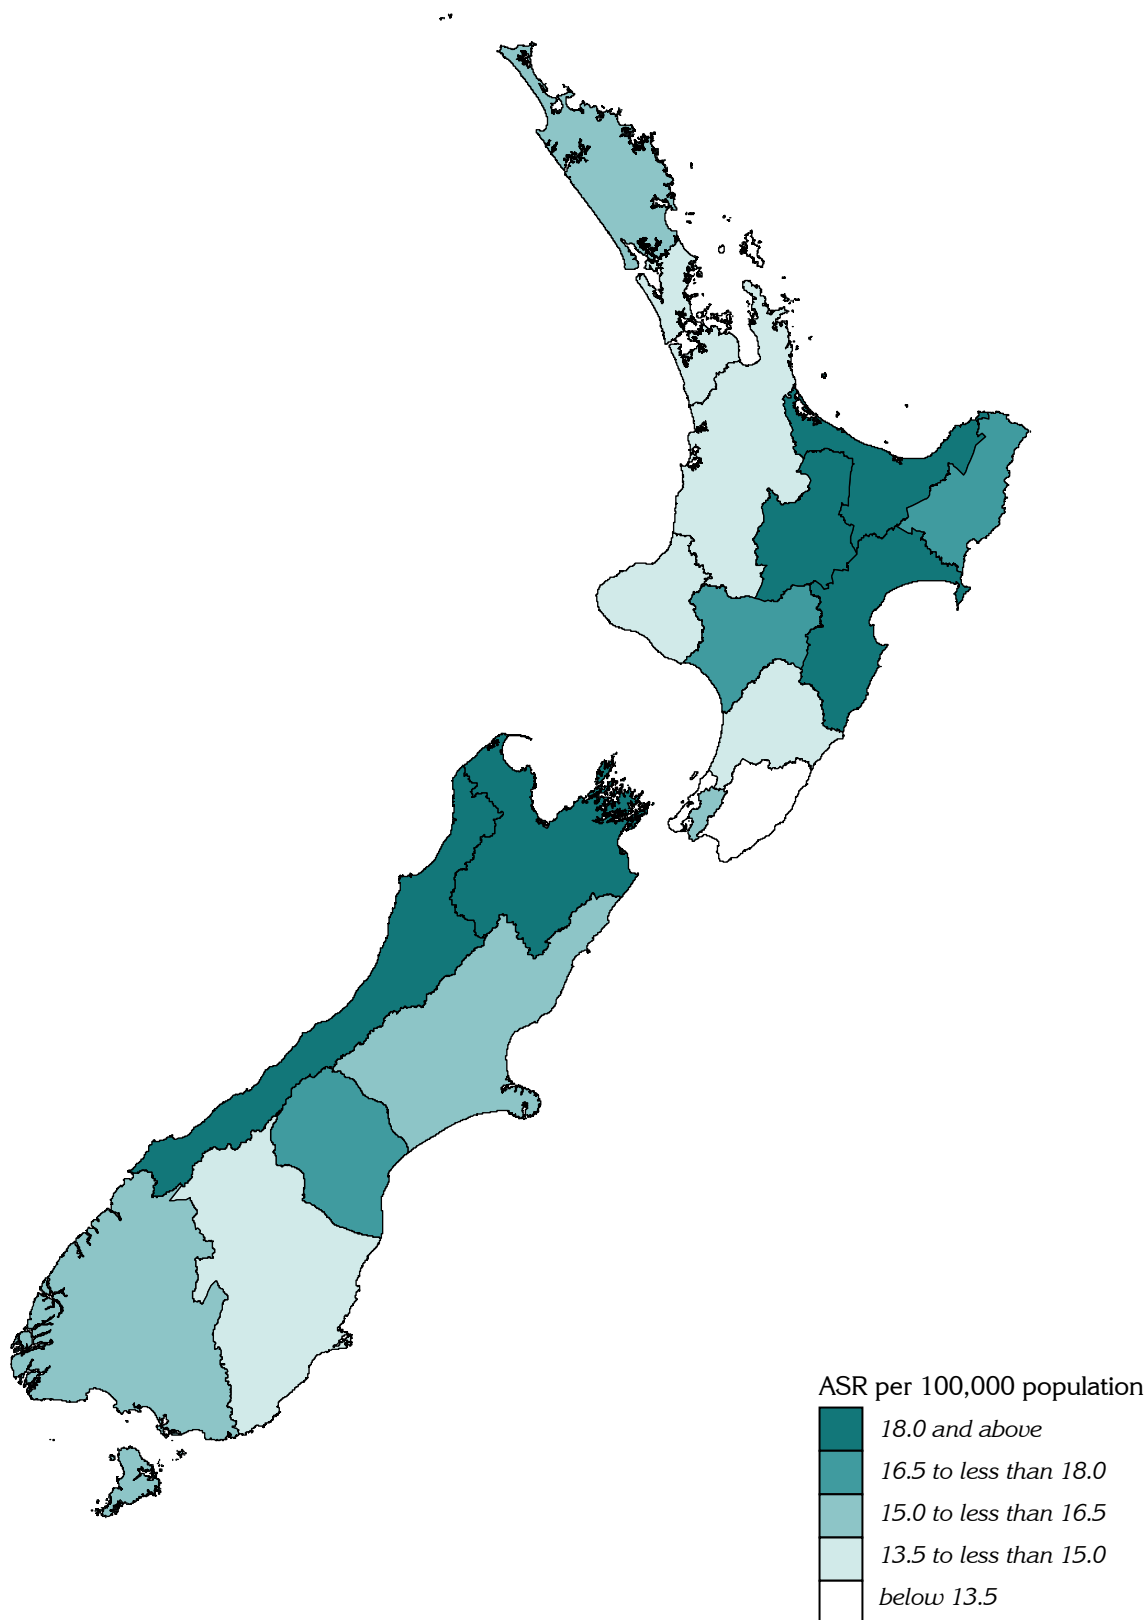 ASR per 100,000 population
18.0 and above
16.5 to less than 18.0
15.0 to less than 16.5
13.5 to less than 15.0
below 13.5